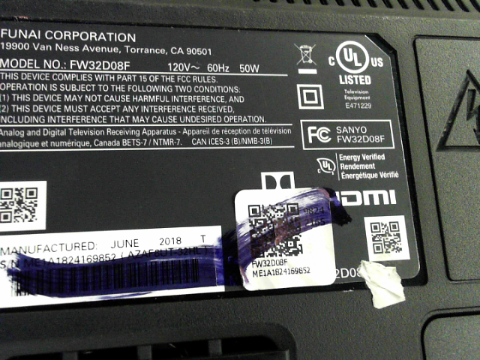 FUNAI CORPORATION
19900 Van Ness Avenue, Torrance, CA 90501
MODEL NO.: FW32D08F 120V~ 60Hz 50W
THIS DEVICE COMPLIES WITH PART 15 OF THE FCC RULES.
OPERATION IS SUBJECT TO THE FOLLOWING TWO CONDITIONS:
(1) THIS DEVICE MAY NOT CAUSE HARMFUL INTERFERENCE, AND
(2) THIS DEVICE MUST ACCEPT ANY INTERFERENCE RECEIVED,
INCLUDING INTERFERENCE THAT MAY CAUSE UNDESIRED OPERATION.
Analog and Digital Television Receiving Apparatus - Appareil de réception de télévision
analogique et numérique, Canada BETS-7 / NTMR-7. CAN ICES-3 (B)/NMB-3(B)
c UL US
LISTED
Television
Equipment
E471229
FC SANYO
FW32D08F
UL Energy Verified
Rendement
Énergétique Vérifié
HDMI
MANUFACTURED: JUNE 2018 T
ME1A1824169852
FW32D08F
ME1A1824169852